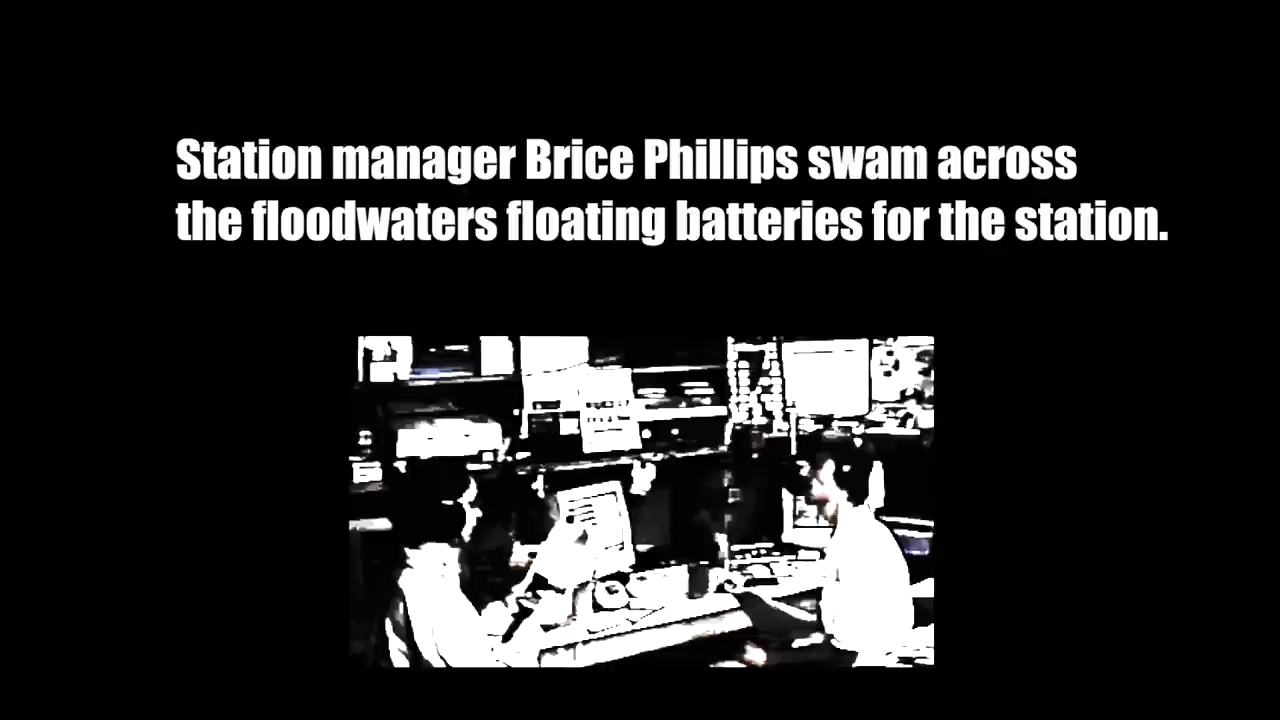 Station manager Brice Phillips swam across
the floodwaters floating batteries for the station.